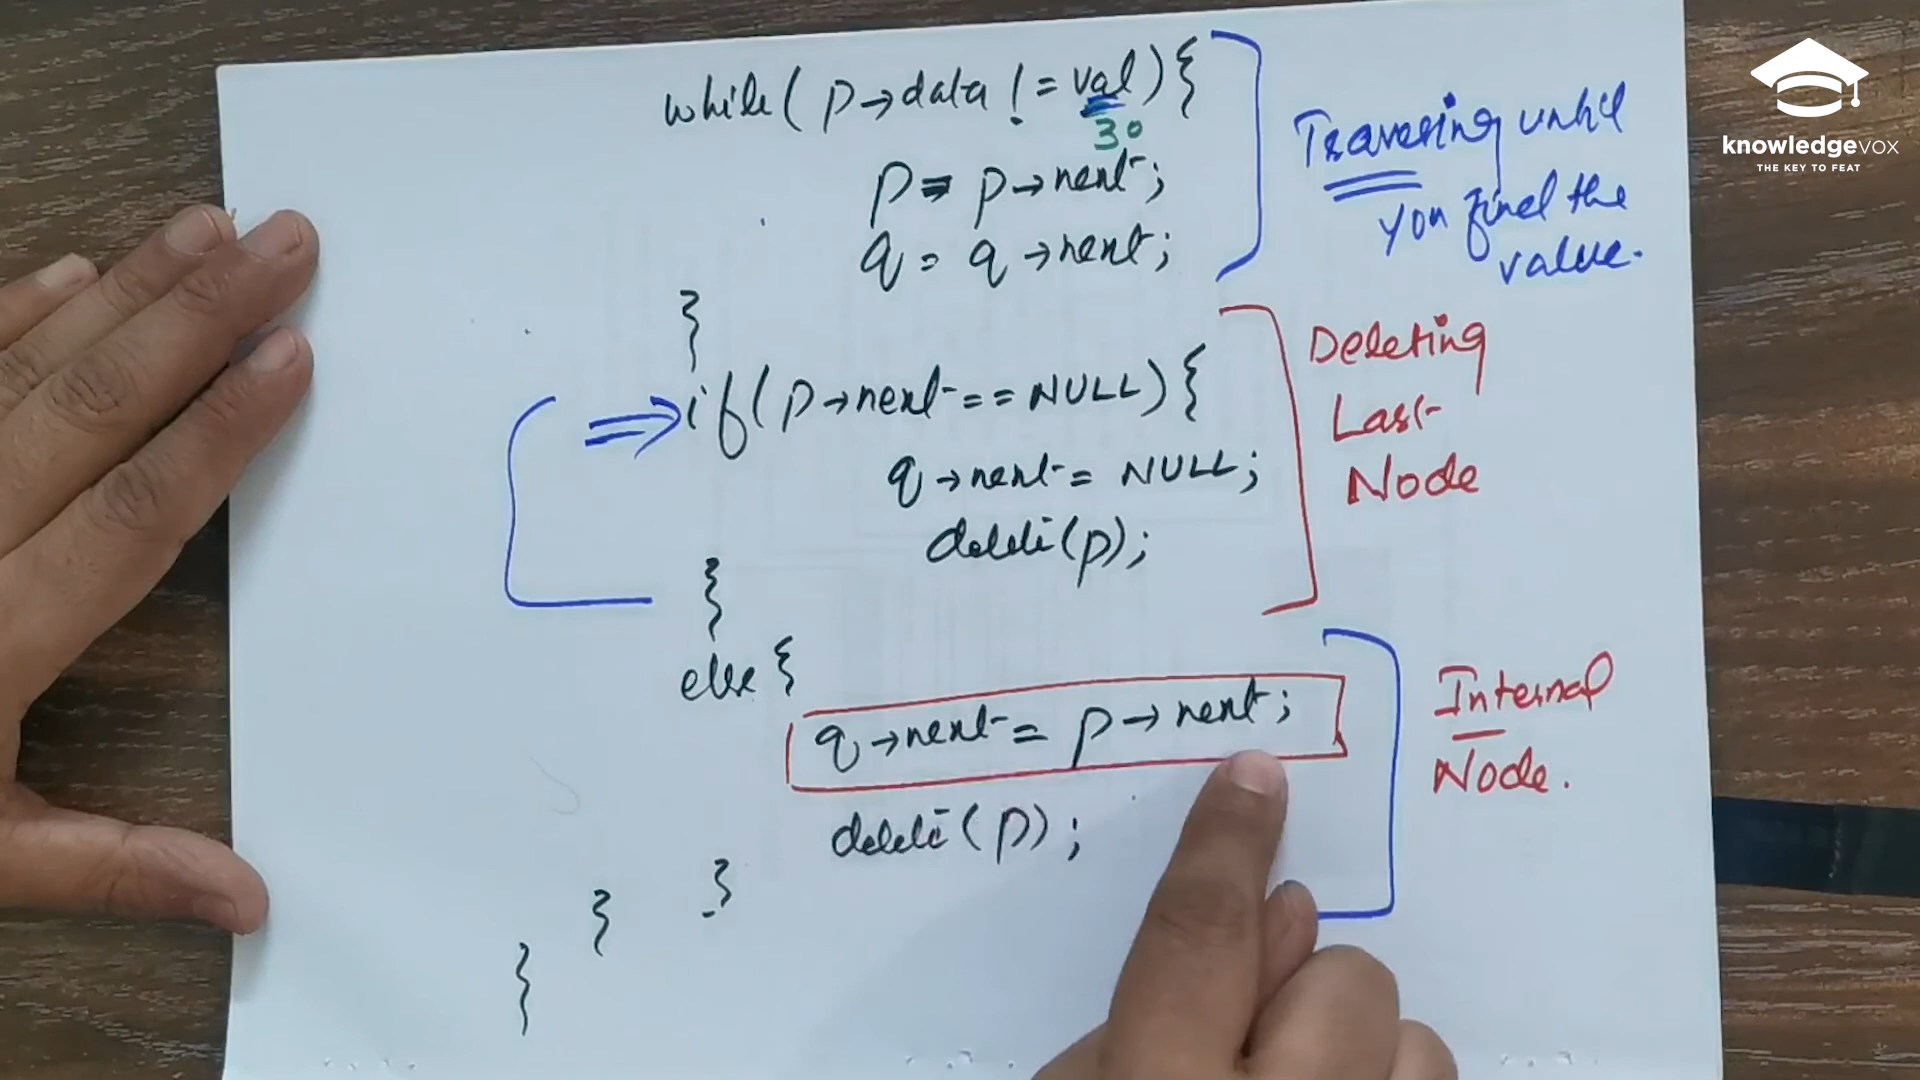 while( p→data != val ) {
30
p = p→next;
q = q→next;
}
Traversing until
you find the
value.
if( p→next == NULL) {
q→next = NULL;
delete(p);
}
Deleting
Last
Node
else {
q→next = p→next;
delete(p);
}
}
}
Internal
Node.
knowledgevox
THE KEY TO FEAT